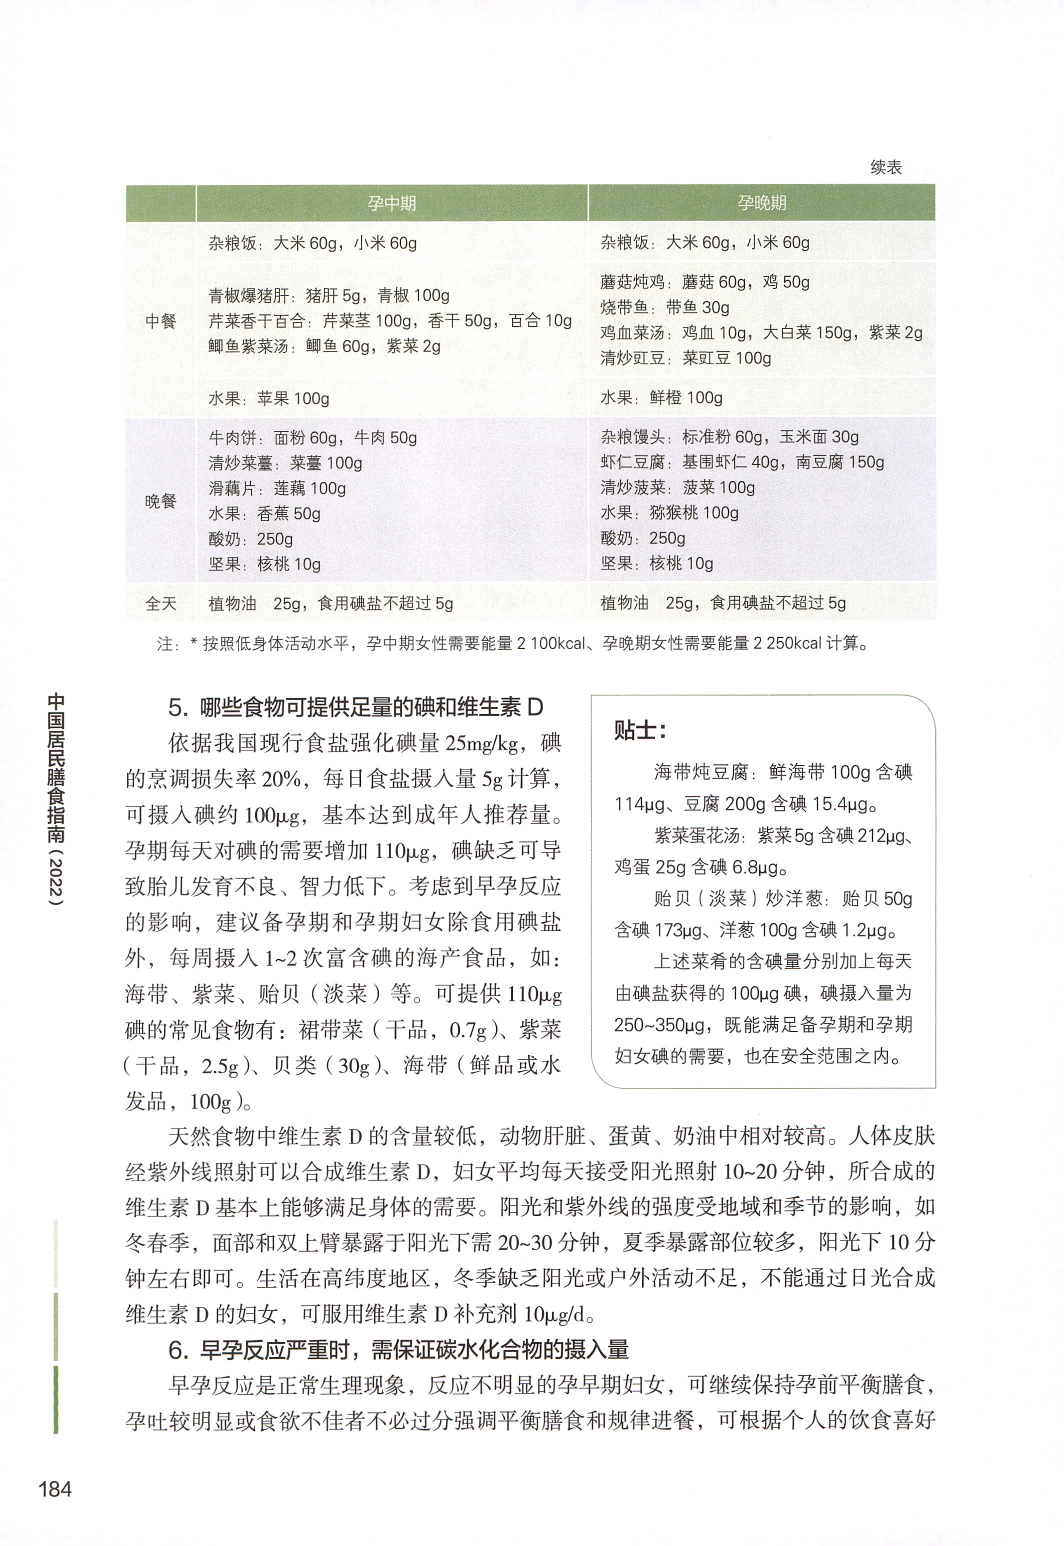 续表
孕中期 孕晚期
中餐
杂粮饭：大米 60g，小米 60g
青椒爆猪肝：猪肝 5g，青椒 100g
芹菜香干百合：芹菜茎 100g，香干 50g，百合 10g
鲫鱼紫菜汤：鲫鱼 60g，紫菜 2g
水果：苹果 100g
杂粮饭：大米 60g，小米 60g
蘑菇炖鸡：蘑菇 60g，鸡 50g
烧带鱼：带鱼 30g
鸡血菜汤：鸡血 10g，大白菜 150g，紫菜 2g
清炒豇豆：菜豇豆 100g
水果：鲜橙 100g
晚餐
牛肉饼：面粉 60g，牛肉 50g
清炒菜薹：菜薹 100g
滑藕片：莲藕 100g
水果：香蕉 50g
酸奶：250g
坚果：核桃 10g
杂粮馒头：标准粉 60g，玉米面 30g
虾仁豆腐：基围虾仁 40g，南豆腐 150g
清炒菠菜：菠菜 100g
水果：猕猴桃 100g
酸奶：250g
坚果：核桃 10g
全天
植物油 25g，食用碘盐不超过 5g
植物油 25g，食用碘盐不超过 5g
注：* 按照低身体活动水平，孕中期女性需要能量 2 100kcal、孕晚期女性需要能量 2 250kcal 计算。
中国居民膳食指南（2022）
5. 哪些食物可提供足量的碘和维生素 D
依据我国现行食盐强化碘量 25mg/kg，碘
的烹调损失率 20%，每日食盐摄入量 5g 计算，
可摄入碘约 100μg，基本达到成年人推荐量。
孕期每天对碘的需要增加 110μg，碘缺乏可导
致胎儿发育不良、智力低下。考虑到早孕反应
的影响，建议备孕期和孕期妇女除食用碘盐
外，每周摄入 1~2 次富含碘的海产食品，如：
海带、紫菜、贻贝（淡菜）等。可提供 110μg
碘的常见食物有：裙带菜（干品，0.7g）、紫菜
（干品，2.5g）、贝类（30g）、海带（鲜品或水
发品，100g）。
贴士：
海带炖豆腐：鲜海带 100g 含碘
114μg、豆腐 200g 含碘 15.4μg。
紫菜蛋花汤：紫菜 5g 含碘 212μg、
鸡蛋 25g 含碘 6.8μg。
贻贝（淡菜）炒洋葱：贻贝 50g
含碘 173μg、洋葱 100g 含碘 1.2μg。
上述菜肴的含碘量分别加上每天
由碘盐获得的 100μg 碘，碘摄入量为
250~350μg，既能满足备孕期和孕期
妇女碘的需要，也在安全范围之内。
天然食物中维生素 D 的含量较低，动物肝脏、蛋黄、奶油中相对较高。人体皮肤
经紫外线照射可以合成维生素 D，妇女平均每天接受阳光照射 10~20 分钟，所合成的
维生素 D 基本上能够满足身体的需要。阳光和紫外线的强度受地域和季节的影响，如
冬春季，面部和双上臂暴露于阳光下需 20~30 分钟，夏季暴露部位较多，阳光下 10 分
钟左右即可。生活在高纬度地区，冬季缺乏阳光或户外活动不足，不能通过日光合成
维生素 D 的妇女，可服用维生素 D 补充剂 10μg/d。
6. 早孕反应严重时，需保证碳水化合物的摄入量
早孕反应是正常生理现象，反应不明显的孕早期妇女，可继续保持孕前平衡膳食，
孕吐较明显或食欲不佳者不必过分强调平衡膳食和规律进餐，可根据个人的饮食喜好
184